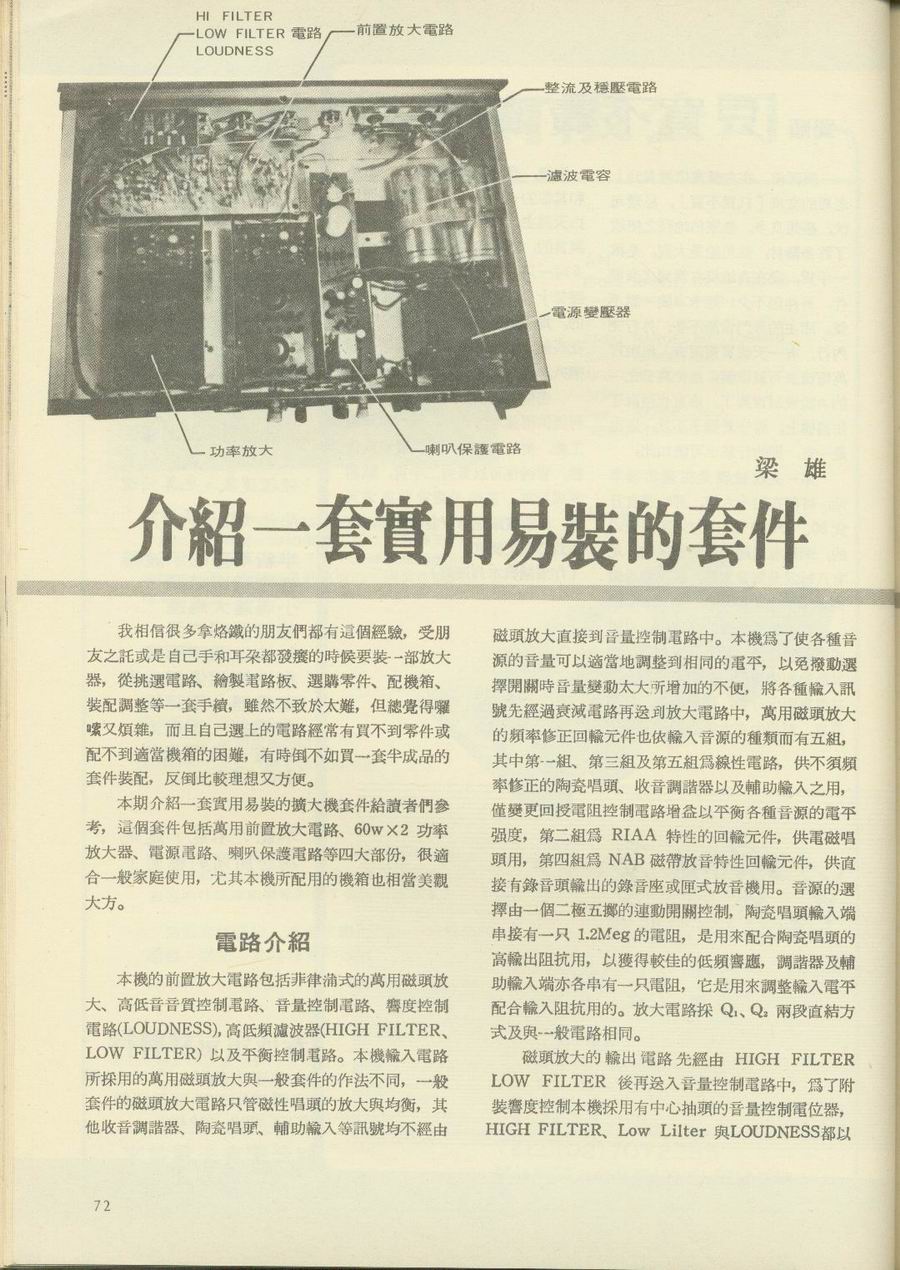 HI FILTER
LOW FILTER 電路
LOUDNESS
前置放大電路
整流及穩壓電路
濾波電容
電源變壓器
功率放大
喇叭保護電路
梁 雄
介紹一套實用易裝的套件
我相信很多拿烙鐵的朋友們都有這個經驗，受朋
友之託或是自己手和耳朶都發癢的時候要裝一部放大
器，從挑選電路、繪製電路板、選購零件、配機箱、
裝配調整等一套手續，雖然不致於太難，但總覺得囉
嗦又煩雜，而且自己選上的電路經常有買不到零件或
配不到適當機箱的困難，有時倒不如買一套半成品的
套件裝配，反倒比較理想又方便。
本期介紹一套實用易裝的擴大機套件給讀者們參
考，這個套件包括萬用前置放大電路、60w×2 功率
放大器、電源電路、喇叭保護電路等四大部份，很適
合一般家庭使用，尤其本機所配用的機箱也相當美觀
大方。
電路介紹
本機的前置放大電路包括菲律浦式的萬用磁頭放
大、高低音音質控制電路、音量控制電路、響度控制
電路(LOUDNESS)，高低頻濾波器(HIGH FILTER、
LOW FILTER) 以及平衡控制電路。本機輸入電路
所採用的萬用磁頭放大與一般套件的作法不同，一般
套件的磁頭放大電路只管磁性唱頭的放大與均衡，其
他收音調諧器、陶瓷唱頭、輔助輸入等訊號均不經由
磁頭放大直接到音量控制電路中。本機爲了使各種音
源的音量可以適當地調整到相同的電平，以免撥動選
擇開關時音量變動太大所增加的不便，將各種輸入訊
號先經過衰減電路再送到放大電路中，萬用磁頭放大
的頻率修正回輸元件也依輸入音源的種類而有五組，
其中第一組、第三組及第五組爲線性電路，供不須頻
率修正的陶瓷唱頭、收音調諧器以及輔助輸入之用，
僅變更回授電阻控制電路增益以平衡各種音源的電平
强度，第二組爲 RIAA 特性的回輸元件，供電磁唱
頭用，第四組爲 NAB 磁帶放音特性回輸元件，供直
接有錄音頭輸出的錄音座或匣式放音機用。音源的選
擇由一個二極五擲的連動開關控制，陶瓷唱頭輸入端
串接有一只 1.2Meg 的電阻，是用來配合陶瓷唱頭的
高輸出阻抗用，以獲得較佳的低頻響應，調諧器及輔
助輸入端亦各串有一只電阻，它是用來調整輸入電平
配合輸入阻抗用的。放大電路採 Q₁、Q₂ 兩段直結方
式及與一般電路相同。
磁頭放大的輸出電路先經由 HIGH FILTER
LOW FILTER 後再送入音量控制電路中，爲了附
裝響度控制本機採用有中心抽頭的音量控制電位器，
HIGH FILTER、Low Lilter 與LOUDNESS都以
72